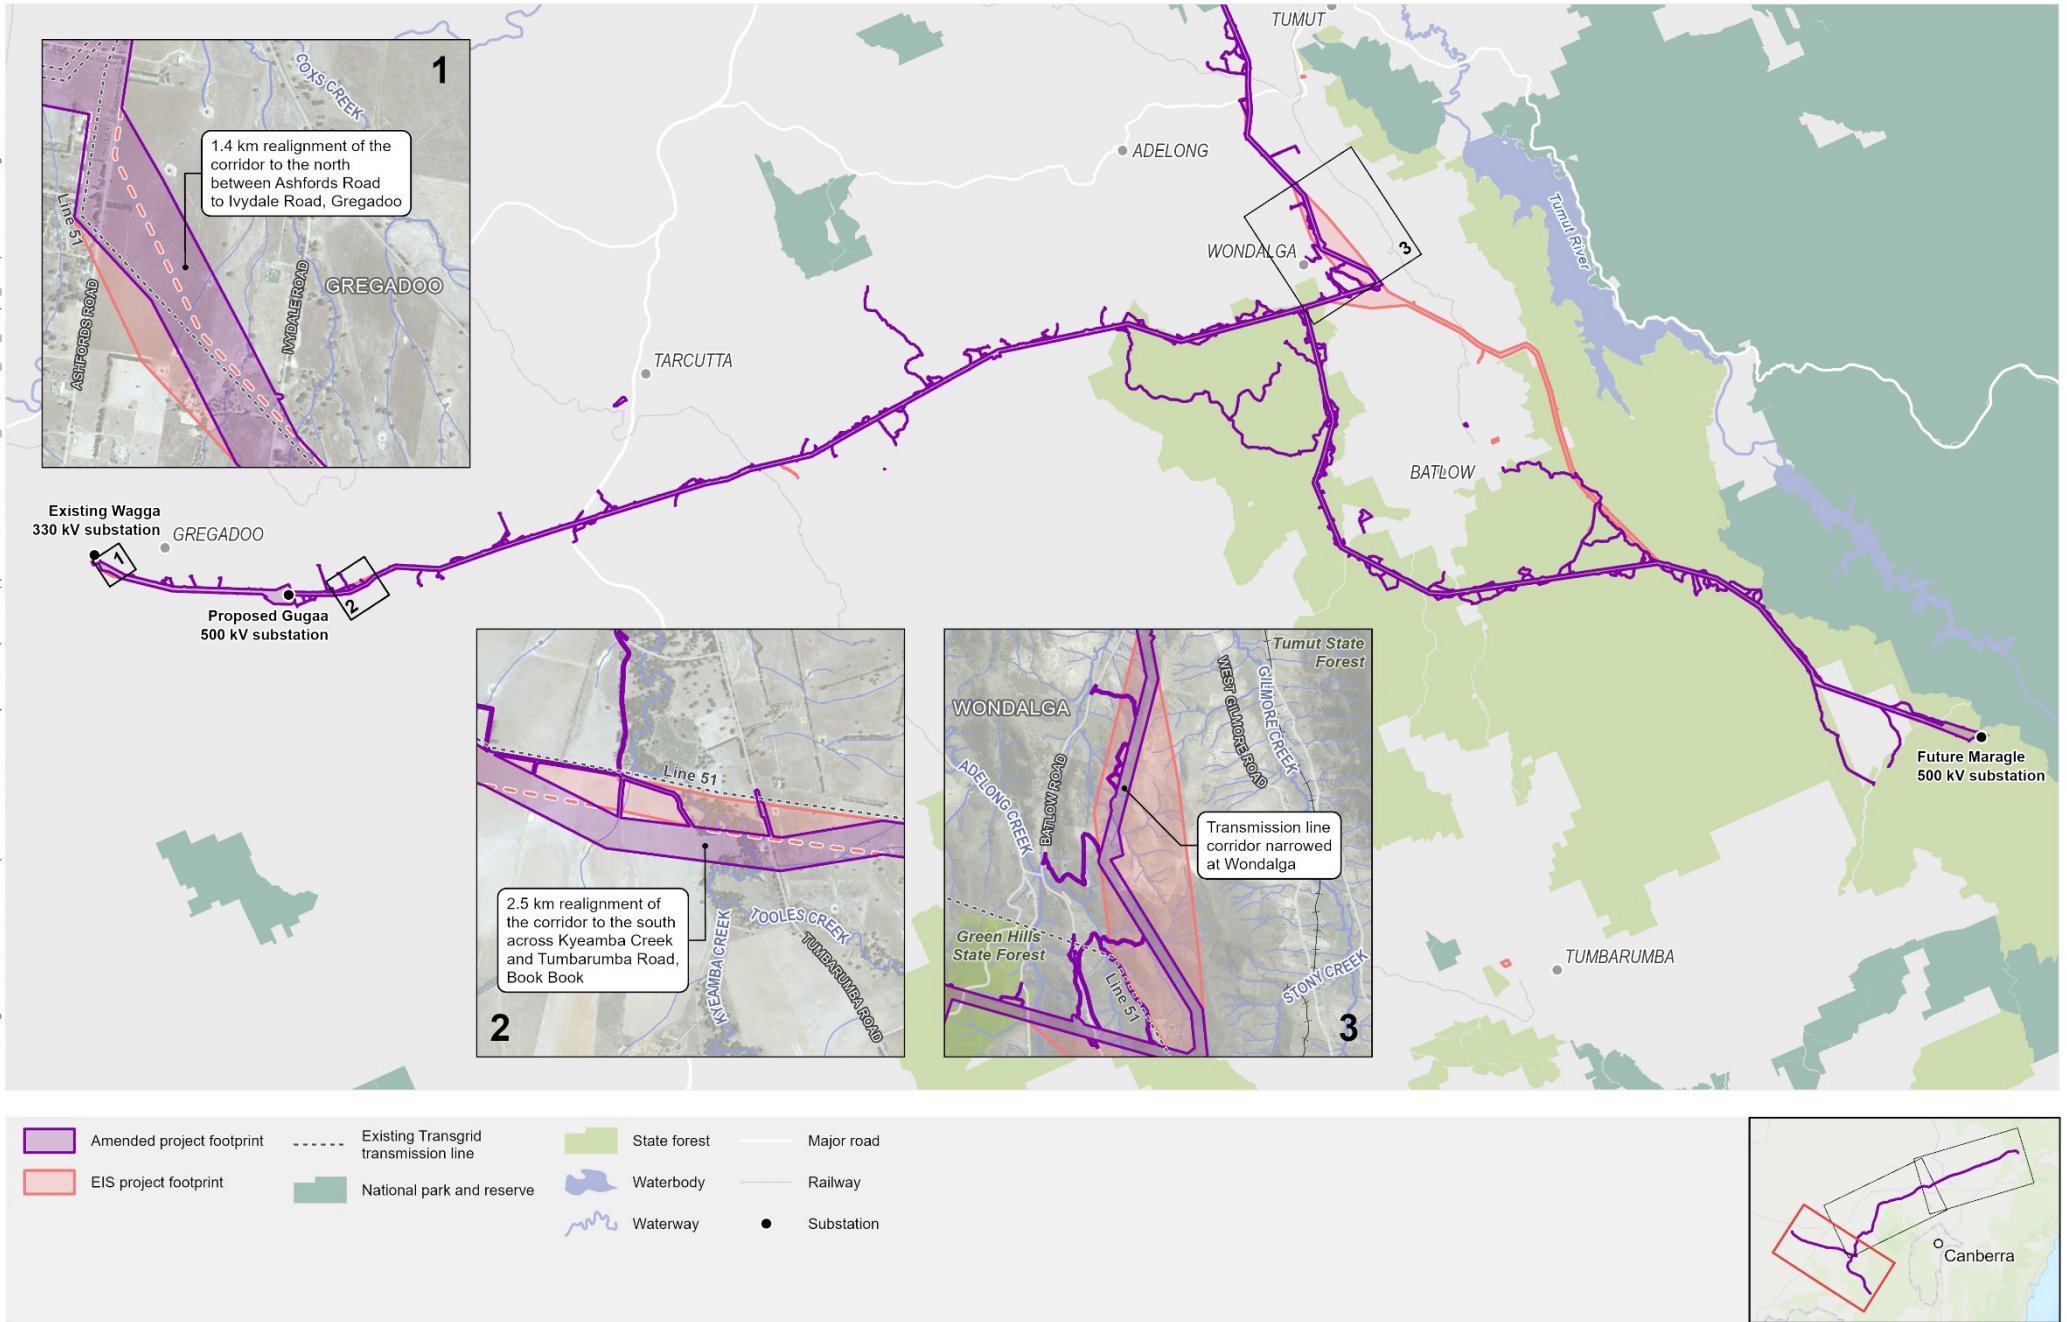 TUMUT
1
COXS CREEK
1.4 km realignment of the
corridor to the north
between Ashfords Road
to Ivydale Road, Gregadoo
Line 51
ASHFORDS ROAD
IVYDALE ROAD
GREGADOO
ADELONG
WONDALGA
3
Tumut River
TARCUTTA
BATLOW
Existing Wagga
330 kV substation
GREGADOO
1
2
Proposed Gugaa
500 kV substation
Future Maragle
500 kV substation
TUMBARUMBA
Line 51
2.5 km realignment of
the corridor to the south
across Kyeamba Creek
and Tumbarumba Road,
Book Book
KYEAMBA CREEK
TOOLES CREEK
TUMBARUMBA ROAD
2
Tumut State
Forest
WONDALGA
WEST GILMORE ROAD
GILMORE CREEK
ADELONG CREEK
BATLOW ROAD
Transmission line
corridor narrowed
at Wondalga
Green Hills
State Forest
Line 51
STONY CREEK
3
Amended project footprint
EIS project footprint
Existing Transgrid
transmission line
National park and reserve
State forest
Waterbody
Waterway
Major road
Railway
Substation
Canberra